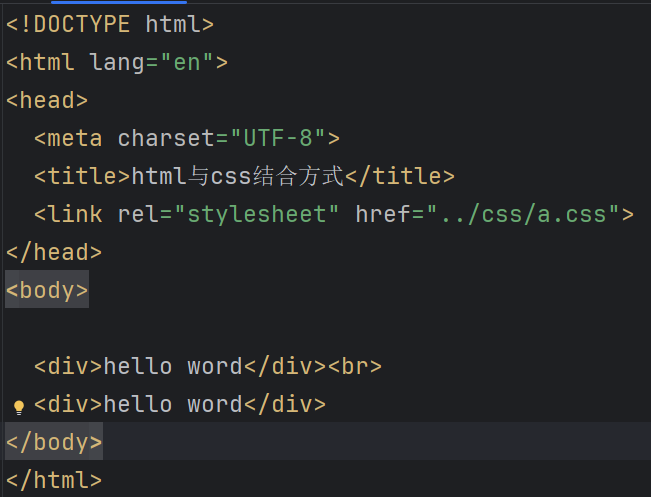 <!DOCTYPE html>
<html lang="en">
<head>
  <meta charset="UTF-8">
  <title>html与css结合方式</title>
  <link rel="stylesheet" href="../css/a.css">
</head>
<body>

  <div>hello word</div><br>
  <div>hello word</div>
</body>
</html>